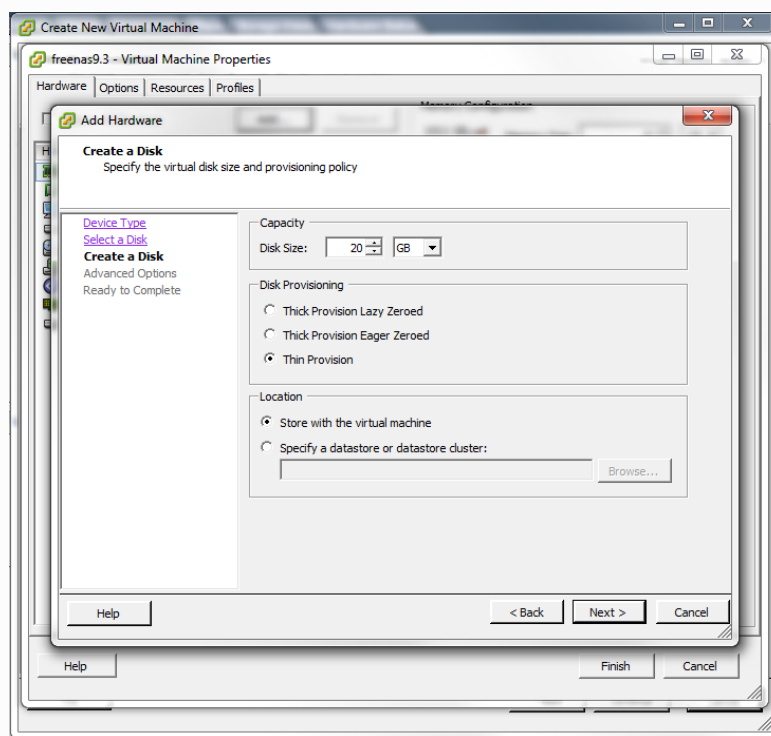 Create New Virtual Machine
freenas9.3 - Virtual Machine Properties
Hardware Options Resources Profiles
Memory Configuration
Add Hardware
Create a Disk
Specify the virtual disk size and provisioning policy
Device Type
Select a Disk
Create a Disk
Advanced Options
Ready to Complete
Capacity
Disk Size: 20 GB
Disk Provisioning
Thick Provision Lazy Zeroed
Thick Provision Eager Zeroed
Thin Provision
Location
Store with the virtual machine
Specify a datastore or datastore cluster:
Browse...
Help < Back Next > Cancel
Help Finish Cancel